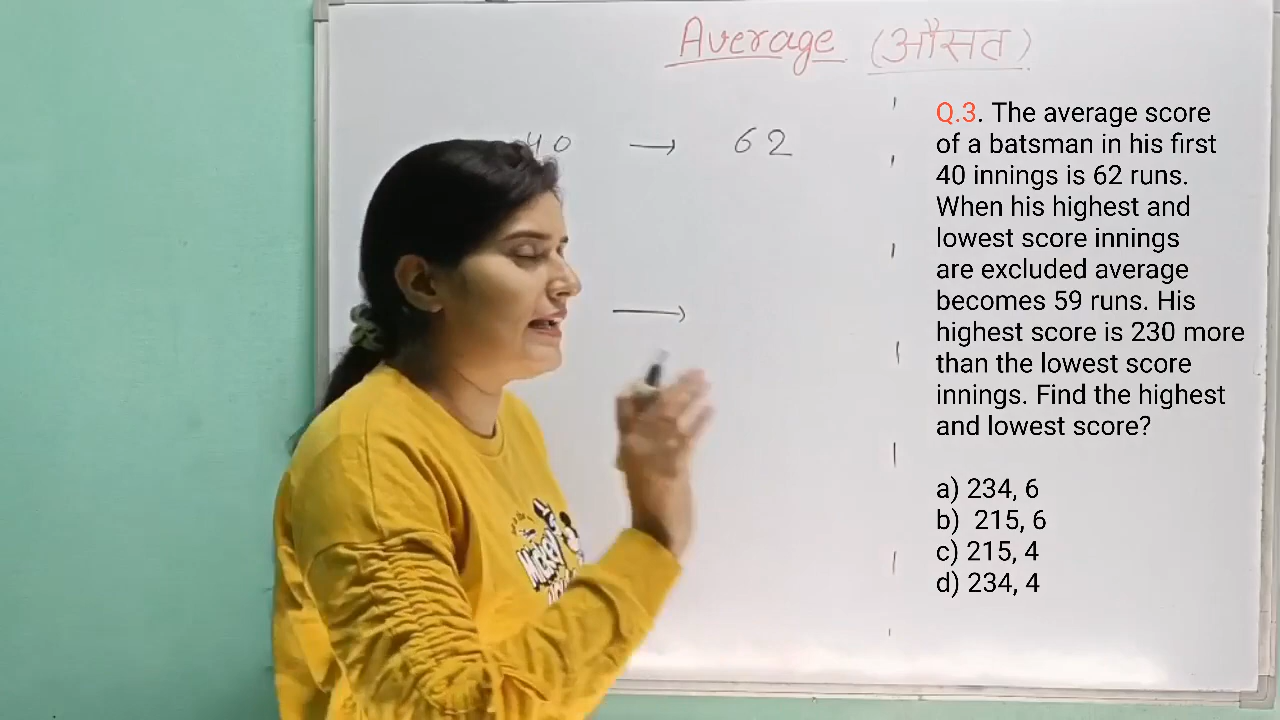 Average (औसत)
40 → 62
→
Q.3. The average score
of a batsman in his first
40 innings is 62 runs.
When his highest and
lowest score innings
are excluded average
becomes 59 runs. His
highest score is 230 more
than the lowest score
innings. Find the highest
and lowest score?
a) 234, 6
b) 215, 6
c) 215, 4
d) 234, 4
MICKEY